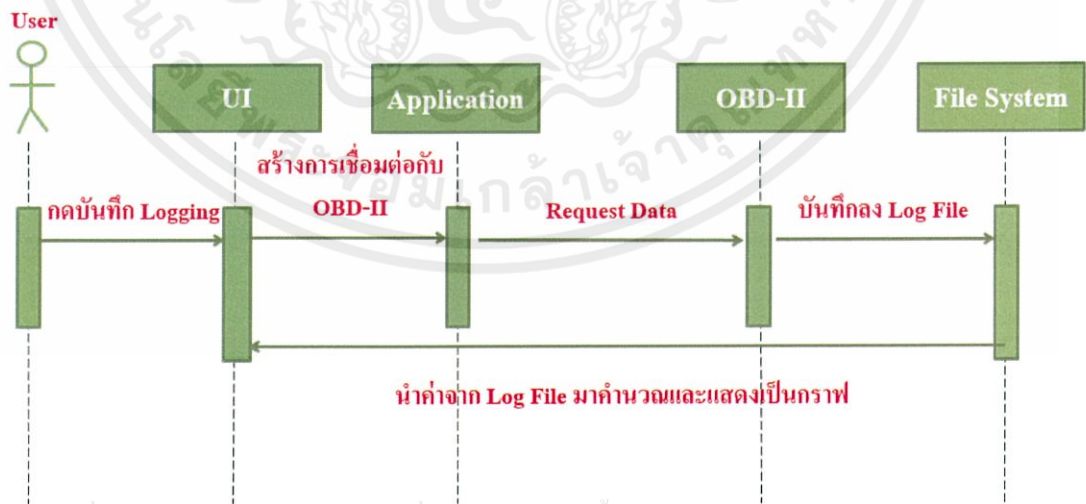 User
UI
Application
OBD-II
File System
สร้างการเชื่อมต่อกับ
OBD-II
กดบันทึก Logging
Request Data
บันทึกลง Log File
นำค่าจาก Log File มาคำนวณและแสดงเป็นกราฟ